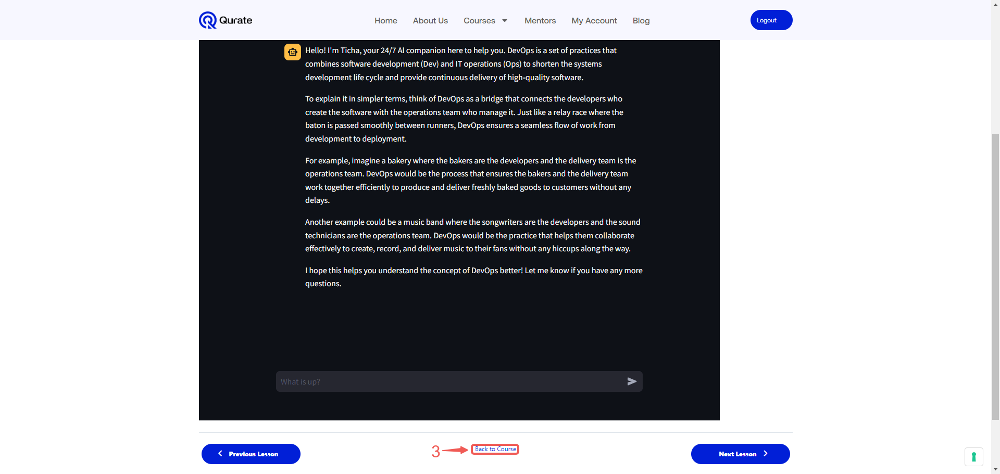 Qurate
Home About Us Courses Mentors My Account Blog
Logout
Hello! I'm Ticha, your 24/7 AI companion here to help you. DevOps is a set of practices that
combines software development (Dev) and IT operations (Ops) to shorten the systems
development life cycle and provide continuous delivery of high-quality software.
To explain it in simpler terms, think of DevOps as a bridge that connects the developers who
create the software with the operations team who manage it. Just like a relay race where the
baton is passed smoothly between runners, DevOps ensures a seamless flow of work from
development to deployment.
For example, imagine a bakery where the bakers are the developers and the delivery team is the
operations team. DevOps would be the process that ensures the bakers and the delivery team
work together efficiently to produce and deliver freshly baked goods to customers without any
delays.
Another example could be a music band where the songwriters are the developers and the sound
technicians are the operations team. DevOps would be the practice that helps them collaborate
effectively to create, record, and deliver music to their fans without any hiccups along the way.
I hope this helps you understand the concept of DevOps better! Let me know if you have any more
questions.
What is up?
Previous Lesson
3
Back to Course
Next Lesson